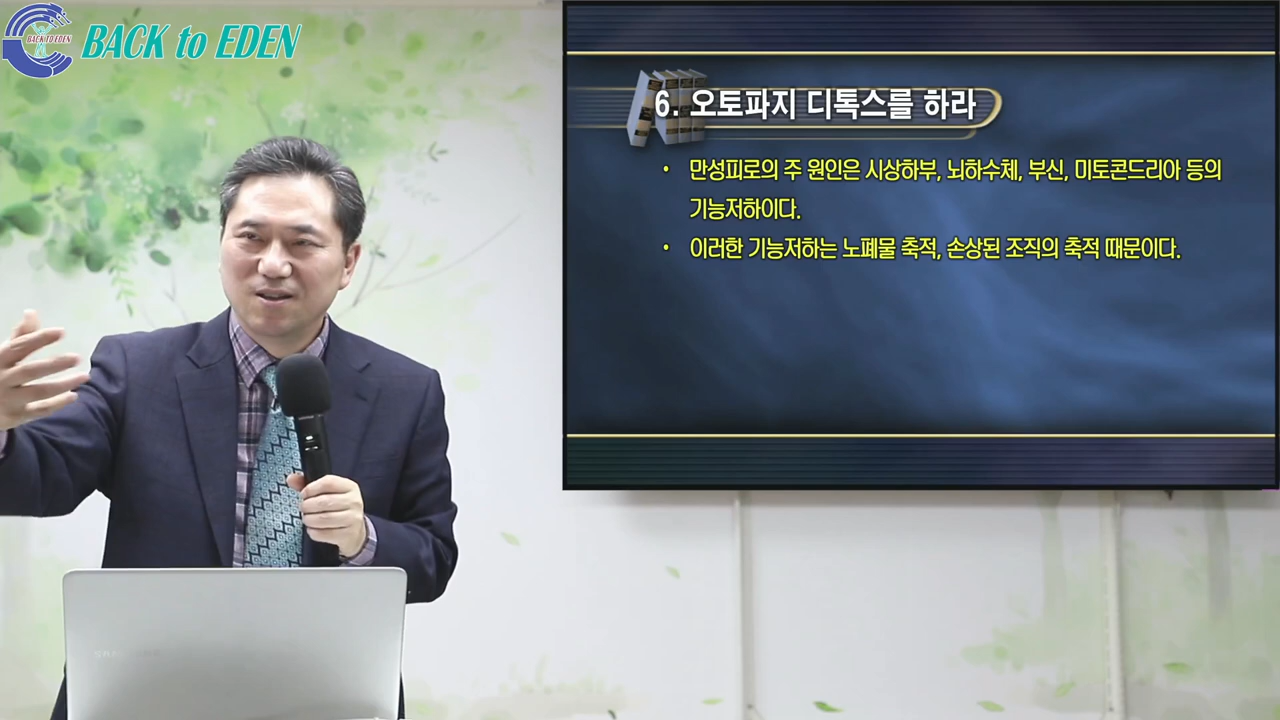 BACK TO EDEN
BACK to EDEN
6. 오토파지 디톡스를 하라
• 만성피로의 주 원인은 시상하부, 뇌하수체, 부신, 미토콘드리아 등의
기능저하이다.
• 이러한 기능저하는 노폐물 축적, 손상된 조직의 축적 때문이다.